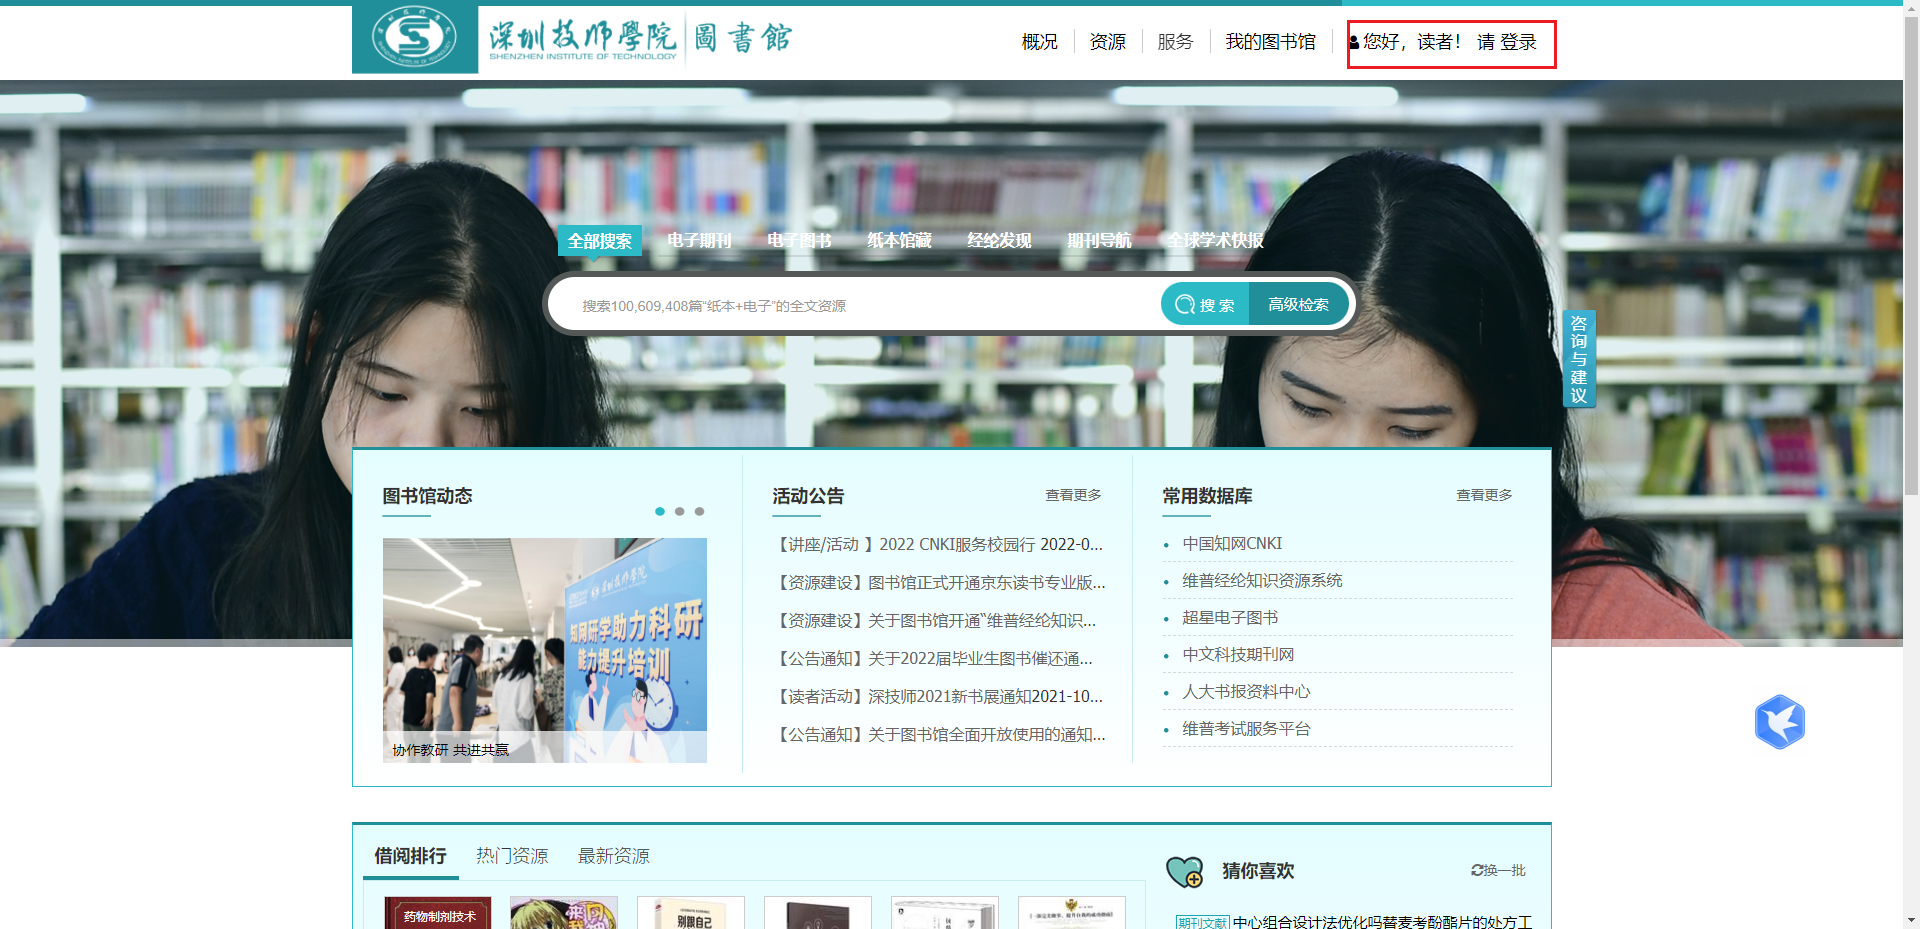 深圳技师學院 圖書館
SHENZHEN INSTITUTE OF TECHNOLOGY
概况 资源 服务 我的图书馆 您好，读者！ 请 登录
全部搜索 电子期刊 电子图书 纸本馆藏 经纶发现 期刊导航 全球学术快报
搜索100,609,408篇“纸本+电子”的全文资源 搜 索 高级检索
咨询与建议
图书馆动态
深圳技师學院
知网研学助力科研
能力提升培训
协作教研 共进共赢
活动公告 查看更多
【讲座/活动 】2022 CNKI服务校园行 2022-0...
【资源建设】图书馆正式开通京东读书专业版...
【资源建设】关于图书馆开通“维普经纶知识...
【公告通知】关于2022届毕业生图书催还通...
【读者活动】深技师2021新书展通知2021-10...
【公告通知】关于图书馆全面开放使用的通知...
常用数据库 查看更多
中国知网CNKI
维普经纶知识资源系统
超星电子图书
中文科技期刊网
人大书报资料中心
维普考试服务平台
借阅排行 热门资源 最新资源
药物制剂技术
别跟自己
猜你喜欢 换一批
期刊文献 中心组合设计法优化吗替麦考酚酯片的处方工